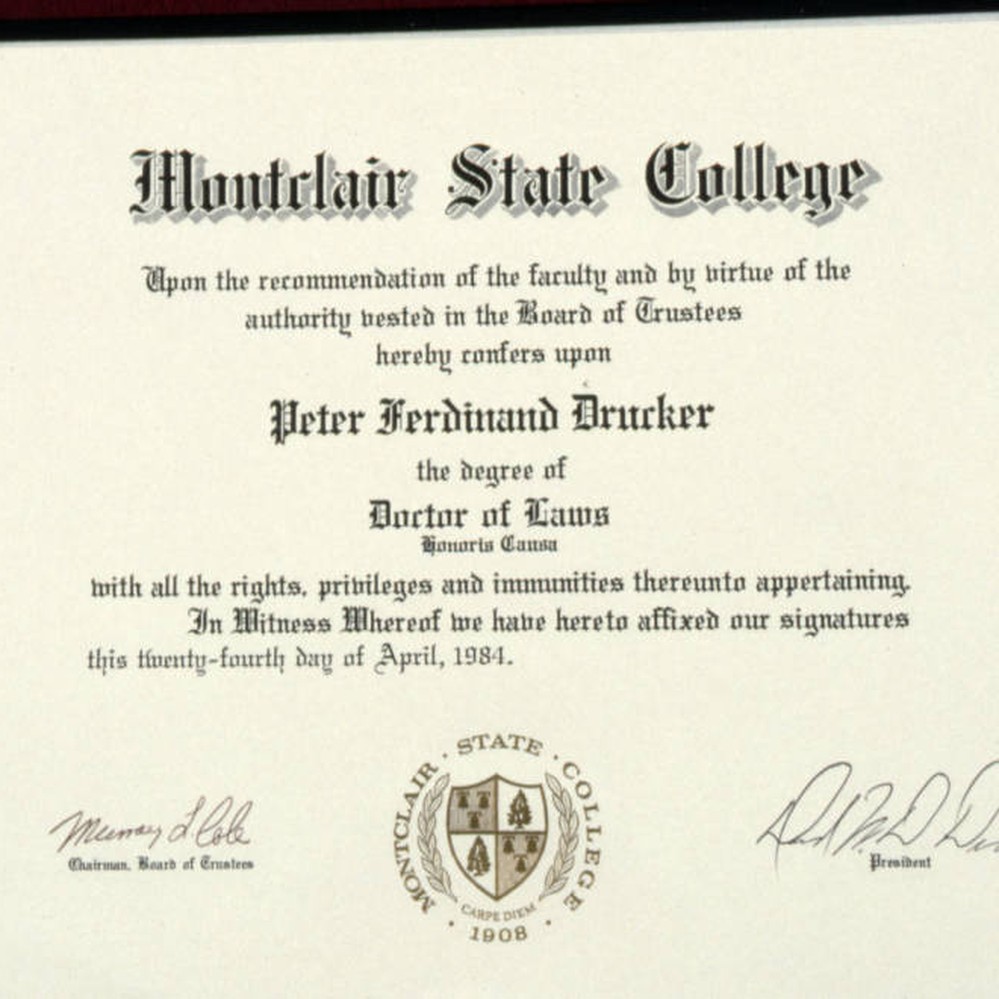 Montclair State College
Upon the recommendation of the faculty and by virtue of the
authority vested in the Board of Trustees
hereby confers upon
Peter Ferdinand Drucker
the degree of
Doctor of Laws
Honoris Causa
with all the rights, privileges and immunities thereunto appertaining.
In Witness Whereof we have hereto affixed our signatures
this twenty-fourth day of April, 1984.
MONTCLAIR · STATE · COLLEGE
CARPE DIEM
· 1908 ·
Murray L. Cole
Chairman, Board of Trustees
President